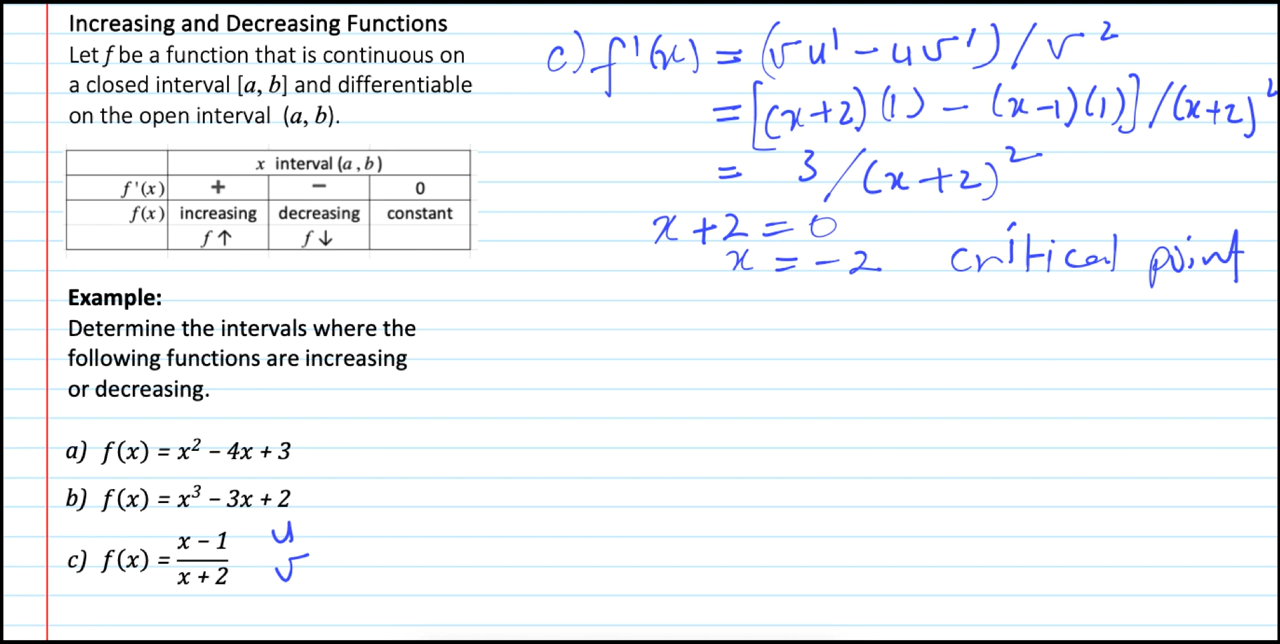 Increasing and Decreasing Functions
Let f be a function that is continuous on
a closed interval [a, b] and differentiable
on the open interval (a, b).
x interval (a , b)
f '(x) + − 0
f(x) increasing decreasing constant
f ↑ f ↓
Example:
Determine the intervals where the
following functions are increasing
or decreasing.
a) f(x) = x² − 4x + 3
b) f(x) = x³ − 3x + 2
c) f(x) = x − 1 / x + 2
u
v
c) f'(x) = (vu' − uv') / v²
= [(x+2)(1) − (x−1)(1)] / (x+2)²
= 3 / (x+2)²
x + 2 = 0
x = −2 critical point